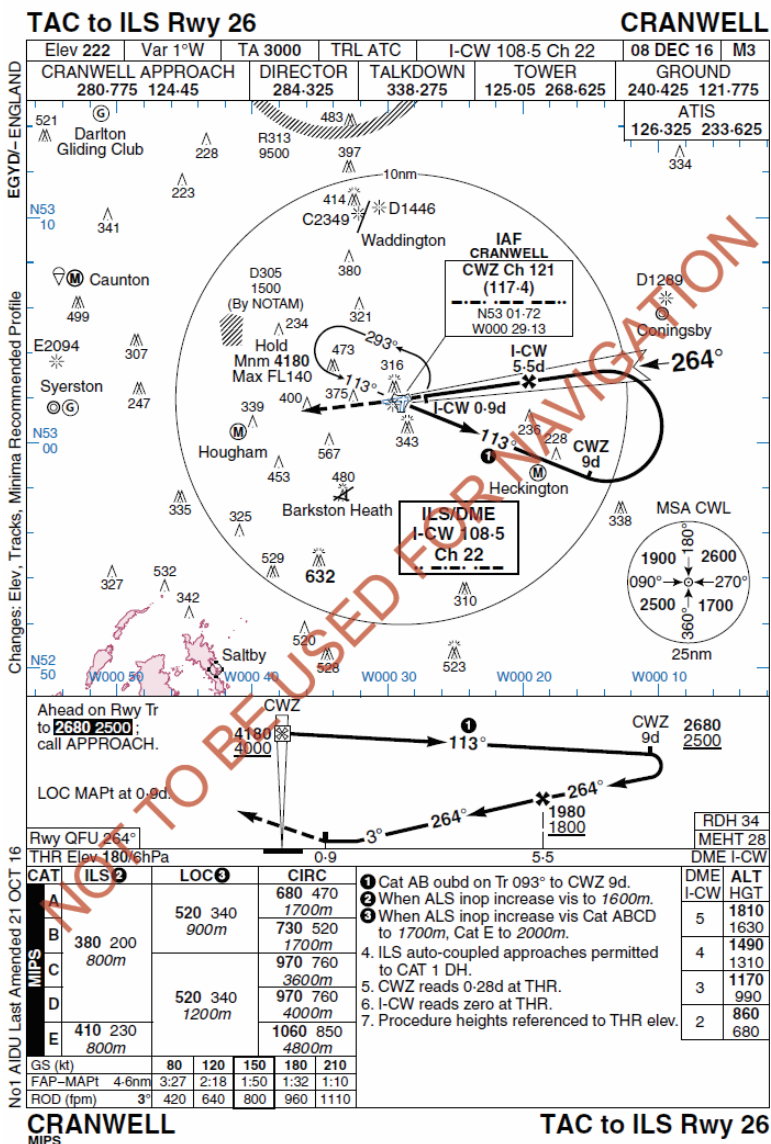 TAC to ILS Rwy 26 CRANWELL
Elev 222 Var 1°W TA 3000 TRL ATC I-CW 108·5 Ch 22 08 DEC 16 M3
CRANWELL APPROACH DIRECTOR TALKDOWN TOWER GROUND
280·775 124·45 284·325 338·275 125·05 268·625 240·425 121·775
ATIS
126·325 233·625
EGYD/– ENGLAND
Changes: Elev, Tracks, Minima Recommended Profile
No1 AIDU Last Amended 21 OCT 16
521
G
Darlton
Gliding Club
228
223
341
N53
10
R313
9500
483
397
10nm
414
C2349
D1446
Waddington
380
334
IAF
CRANWELL
CWZ Ch 121
(117·4)
N53 01·72
W000 29·13
D1289
Coningsby
M
Caunton
499
D305
1500
(By NOTAM)
234
321
E2094
307
Hold
Mnm 4180
Max FL140
293°
473
316
113°
I-CW
5·5d
264°
Syerston
G
247
339
400
375
I-CW 0·9d
343
236
228
113°
1
CWZ
9d
N53
00
M
Hougham
567
453
M
Heckington
480
Barkston Heath
335
325
ILS/DME
I-CW 108·5
Ch 22
338
MSA CWL
180°
1900 2600
090° 270°
2500 1700
360°
25nm
327
532
342
529
632
310
520
528
523
Saltby
N52
50
W000 50
W000 40
W000 30
W000 20
W000 10
NOT TO BE USED FOR NAVIGATION
Ahead on Rwy Tr
to 2680 2500 ;
call APPROACH.
LOC MAPt at 0·9d.
CWZ
4180
4000
1
113°
CWZ
9d
2680
2500
264°
1980
1800
264°
3°
RDH 34
MEHT 28
Rwy QFU 264°
THR Elev 180/6hPa 0·9 5·5 DME I-CW
CAT ILS 2 LOC 3 CIRC
MIPS
A 680 470
1700m
520 340
900m
B 730 520
1700m
380 200
800m
C 970 760
3600m
D 970 760
4000m
520 340
1200m
E 410 230
800m
1060 850
4800m
GS (kt) 80 120 150 180 210
FAP–MAPt 4·6nm 3:27 2:18 1:50 1:32 1:10
ROD (fpm) 3° 420 640 800 960 1110
1 Cat AB oubd on Tr 093° to CWZ 9d.
2 When ALS inop increase vis to 1600m.
3 When ALS inop increase vis Cat ABCD
to 1700m, Cat E to 2000m.
4. ILS auto-coupled approaches permitted
to CAT 1 DH.
5. CWZ reads 0·28d at THR.
6. I-CW reads zero at THR.
7. Procedure heights referenced to THR elev.
DME ALT
I-CW HGT
5 1810
1630
4 1490
1310
3 1170
990
2 860
680
CRANWELL TAC to ILS Rwy 26
MIPS